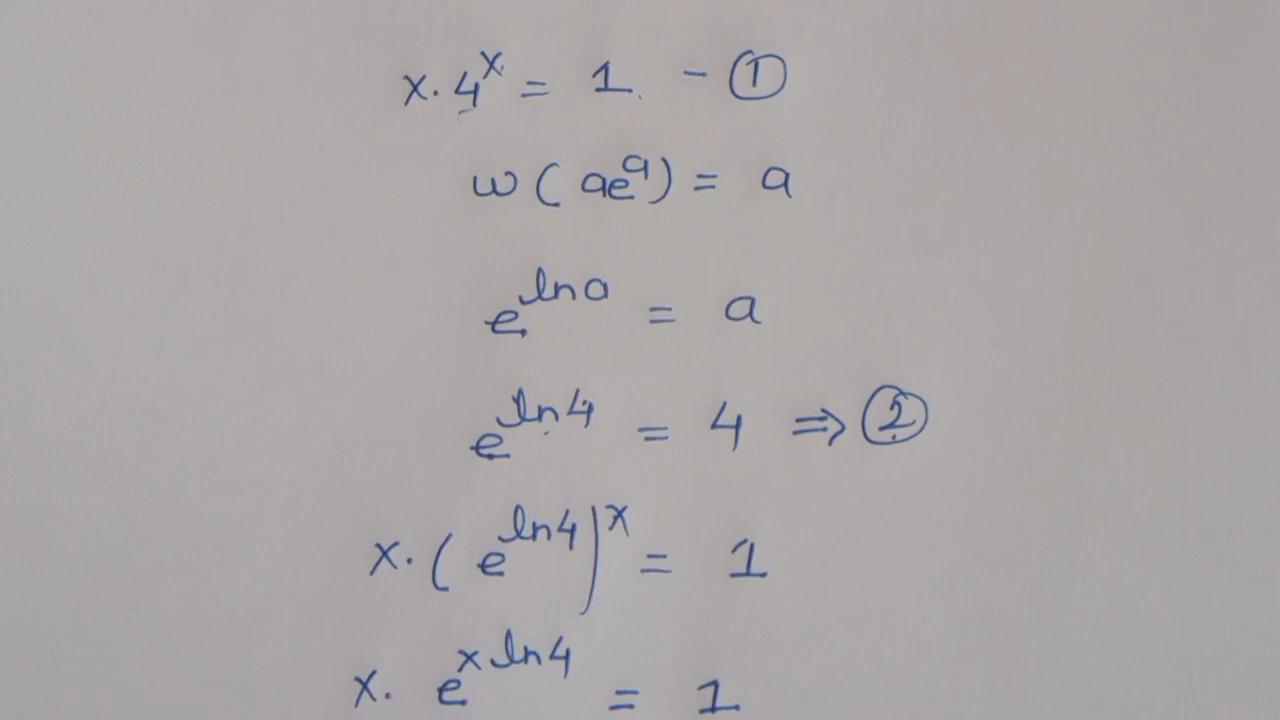 x. 4^x = 1 - ①
w ( ae^a ) = a
e^ln a = a
e^ln 4 = 4 ⇒ ②
x. ( e^ln 4 )^x = 1
x. e^x ln 4 = 1